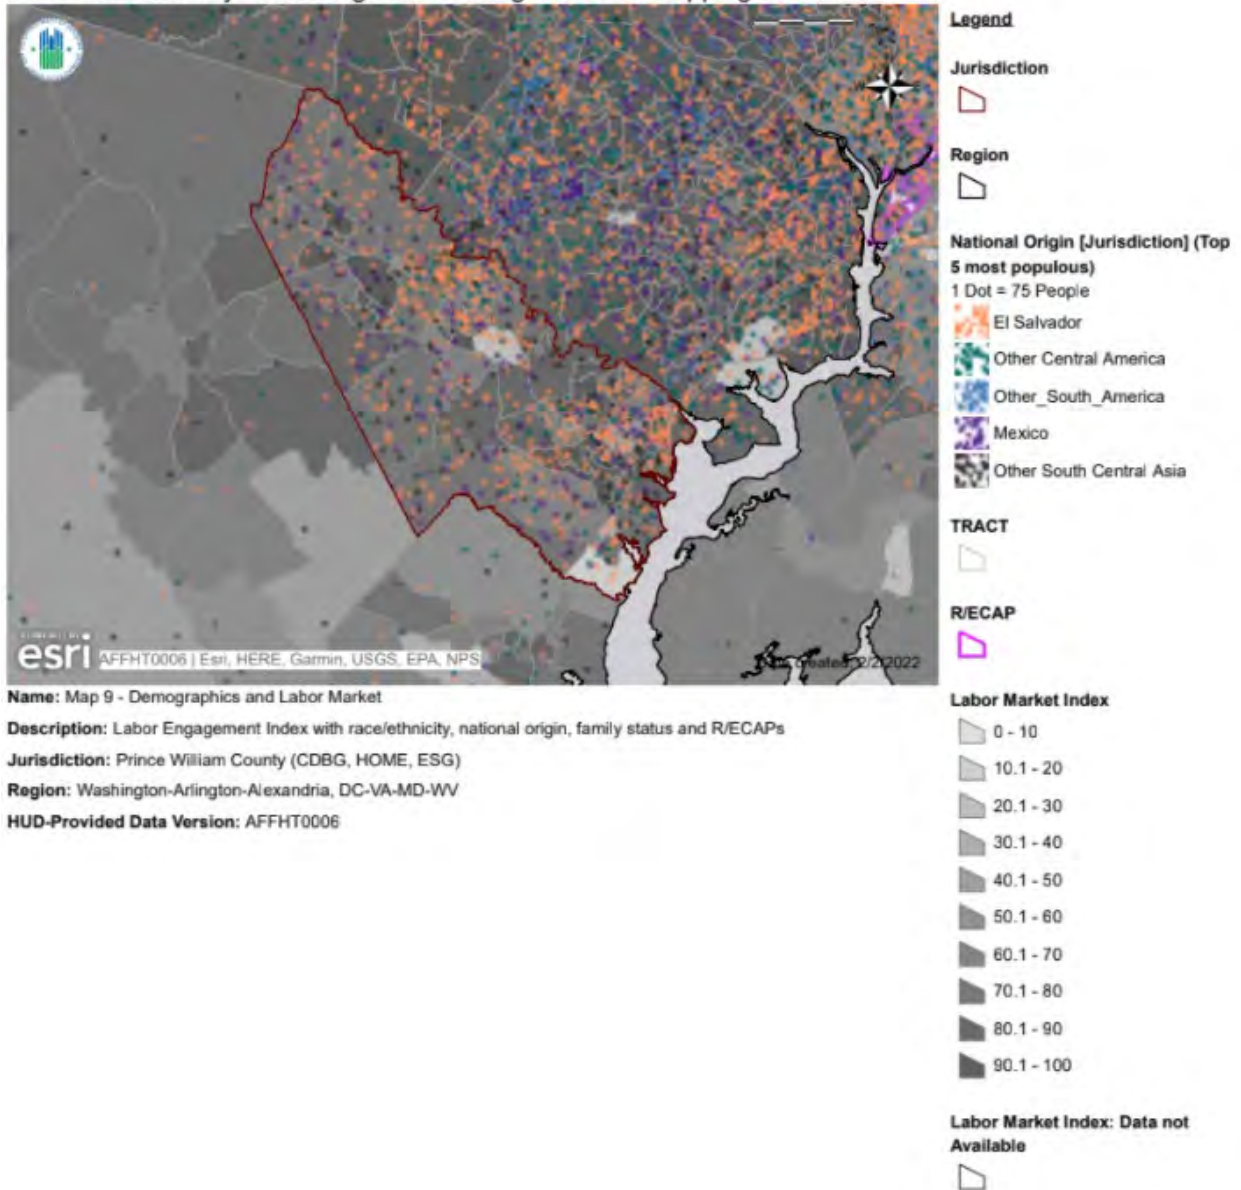 Legend
Jurisdiction
Region
National Origin [Jurisdiction] (Top
5 most populous)
1 Dot = 75 People
El Salvador
Other Central America
Other_South_America
Mexico
Other South Central Asia
TRACT
R/ECAP
Labor Market Index
0 - 10
10.1 - 20
20.1 - 30
30.1 - 40
40.1 - 50
50.1 - 60
60.1 - 70
70.1 - 80
80.1 - 90
90.1 - 100
Labor Market Index: Data not
Available
esri AFFHT0006 | Esri, HERE, Garmin, USGS, EPA, NPS
created: 2/2/2022
Name: Map 9 - Demographics and Labor Market
Description: Labor Engagement Index with race/ethnicity, national origin, family status and R/ECAPs
Jurisdiction: Prince William County (CDBG, HOME, ESG)
Region: Washington-Arlington-Alexandria, DC-VA-MD-WV
HUD-Provided Data Version: AFFHT0006